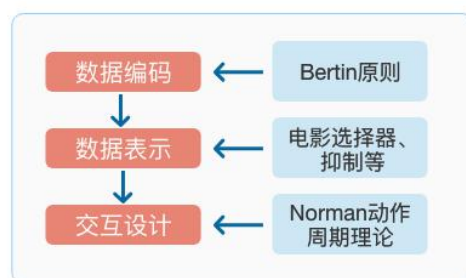 数据编码
Bertin原则
数据表示
电影选择器、
抑制等
交互设计
Norman动作
周期理论